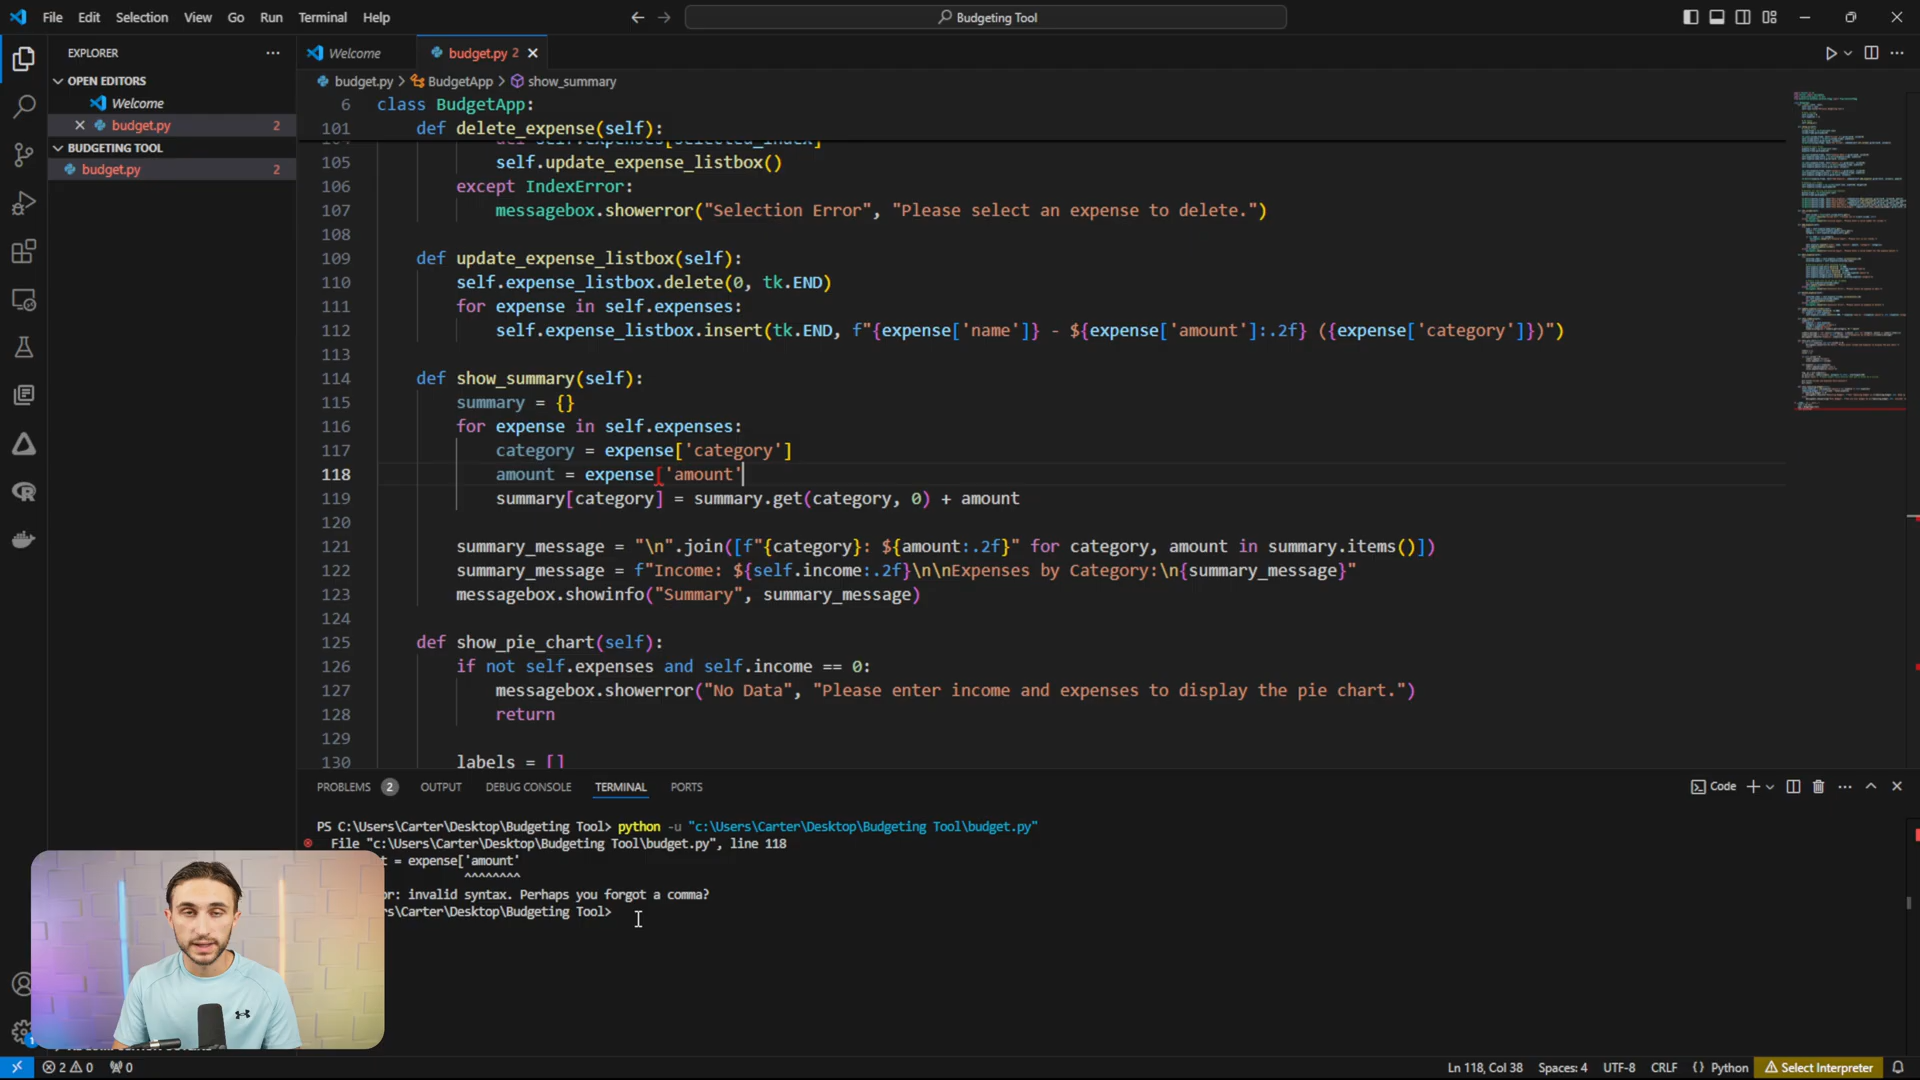 File Edit Selection View Go Run Terminal Help
Budgeting Tool
EXPLORER
OPEN EDITORS
Welcome
budget.py 2
BUDGETING TOOL
budget.py 2
Welcome budget.py 2
budget.py > BudgetApp > show_summary
6 class BudgetApp:
101 def delete_expense(self):
105 self.update_expense_listbox()
106 except IndexError:
107 messagebox.showerror("Selection Error", "Please select an expense to delete.")
108
109 def update_expense_listbox(self):
110 self.expense_listbox.delete(0, tk.END)
111 for expense in self.expenses:
112 self.expense_listbox.insert(tk.END, f"{expense['name']} - ${expense['amount']:.2f} ({expense['category']})")
113
114 def show_summary(self):
115 summary = {}
116 for expense in self.expenses:
117 category = expense['category']
118 amount = expense['amount'
119 summary[category] = summary.get(category, 0) + amount
120
121 summary_message = "\n".join([f"{category}: ${amount:.2f}" for category, amount in summary.items()])
122 summary_message = f"Income: ${self.income:.2f}\n\nExpenses by Category:\n{summary_message}"
123 messagebox.showinfo("Summary", summary_message)
124
125 def show_pie_chart(self):
126 if not self.expenses and self.income == 0:
127 messagebox.showerror("No Data", "Please enter income and expenses to display the pie chart.")
128 return
129
130 labels = []
PROBLEMS 2 OUTPUT DEBUG CONSOLE TERMINAL PORTS
Code
PS C:\Users\Carter\Desktop\Budgeting Tool> python -u "c:\Users\Carter\Desktop\Budgeting Tool\budget.py"
File "c:\Users\Carter\Desktop\Budgeting Tool\budget.py", line 118
t = expense['amount'
^^^^^^^^
or: invalid syntax. Perhaps you forgot a comma?
rs\Carter\Desktop\Budgeting Tool>
2 0 0
Ln 118, Col 38 Spaces: 4 UTF-8 CRLF {} Python Select Interpreter